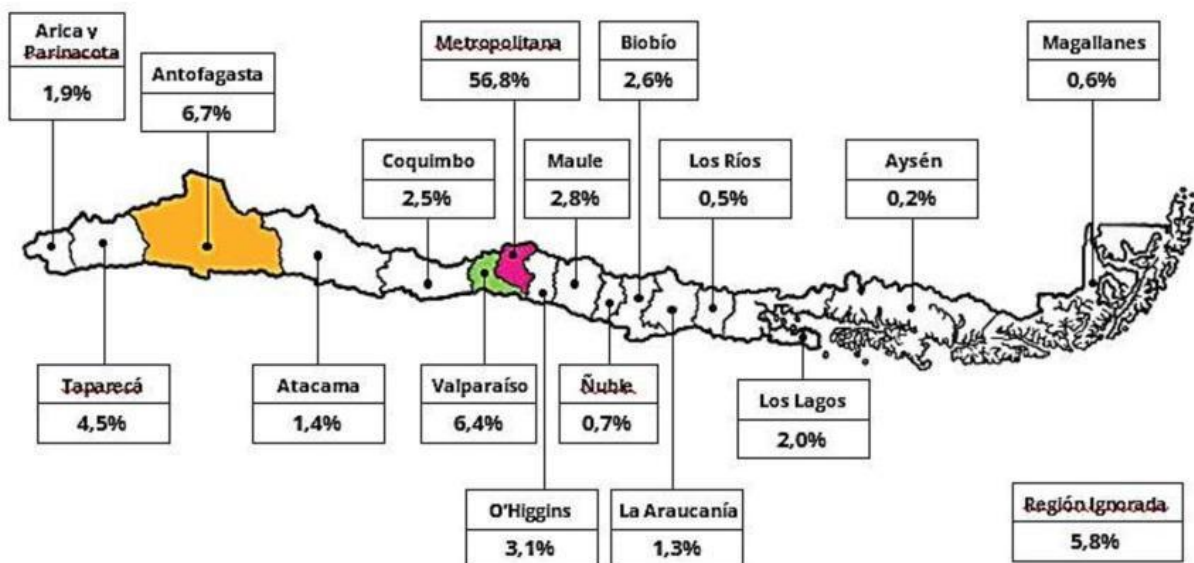 Arica y
Parinacota
1,9%
Antofagasta
6,7%
Metropolitana
56,8%
Biobío
2,6%
Magallanes
0,6%
Coquimbo
2,5%
Maule
2,8%
Los Ríos
0,5%
Aysén
0,2%
Taparecá
4,5%
Atacama
1,4%
Valparaíso
6,4%
Ñuble
0,7%
Los Lagos
2,0%
O'Higgins
3,1%
La Araucanía
1,3%
Región Ignorada
5,8%